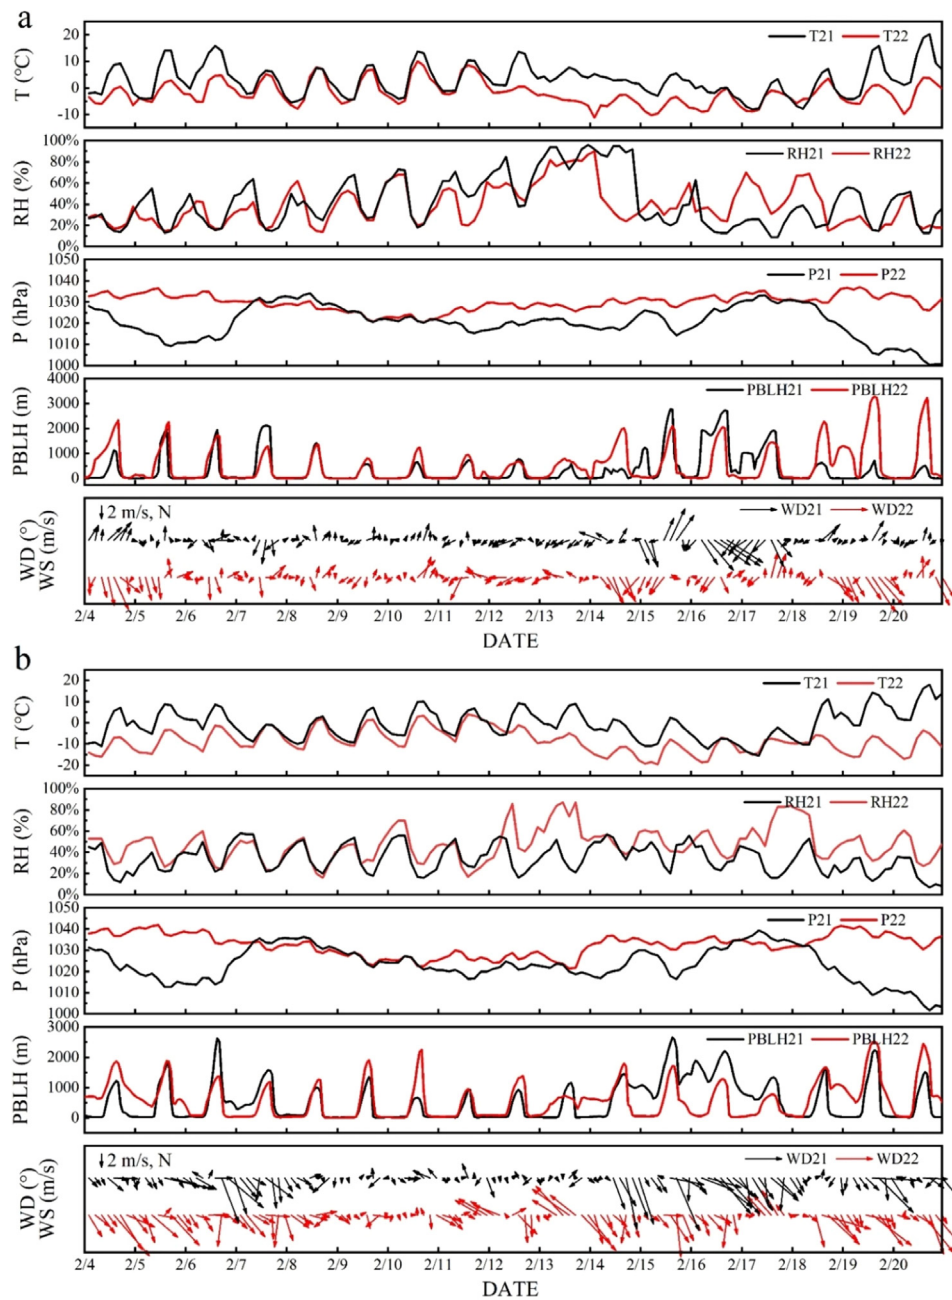 a
T (°C)
20
10
0
-10
T21
T22
RH (%)
100%
80%
60%
40%
20%
0%
RH21
RH22
P (hPa)
1050
1040
1030
1020
1010
1000
P21
P22
PBLH (m)
4000
3000
2000
1000
0
PBLH21
PBLH22
WD (°)
WS (m/s)
2 m/s, N
WD21
WD22
2/4 2/5 2/6 2/7 2/8 2/9 2/10 2/11 2/12 2/13 2/14 2/15 2/16 2/17 2/18 2/19 2/20
DATE
b
T (°C)
20
10
0
-10
-20
T21
T22
RH (%)
100%
80%
60%
40%
20%
0%
RH21
RH22
P (hPa)
1050
1040
1030
1020
1010
1000
P21
P22
PBLH (m)
3000
2000
1000
0
PBLH21
PBLH22
WD (°)
WS (m/s)
2 m/s, N
WD21
WD22
2/4 2/5 2/6 2/7 2/8 2/9 2/10 2/11 2/12 2/13 2/14 2/15 2/16 2/17 2/18 2/19 2/20
DATE